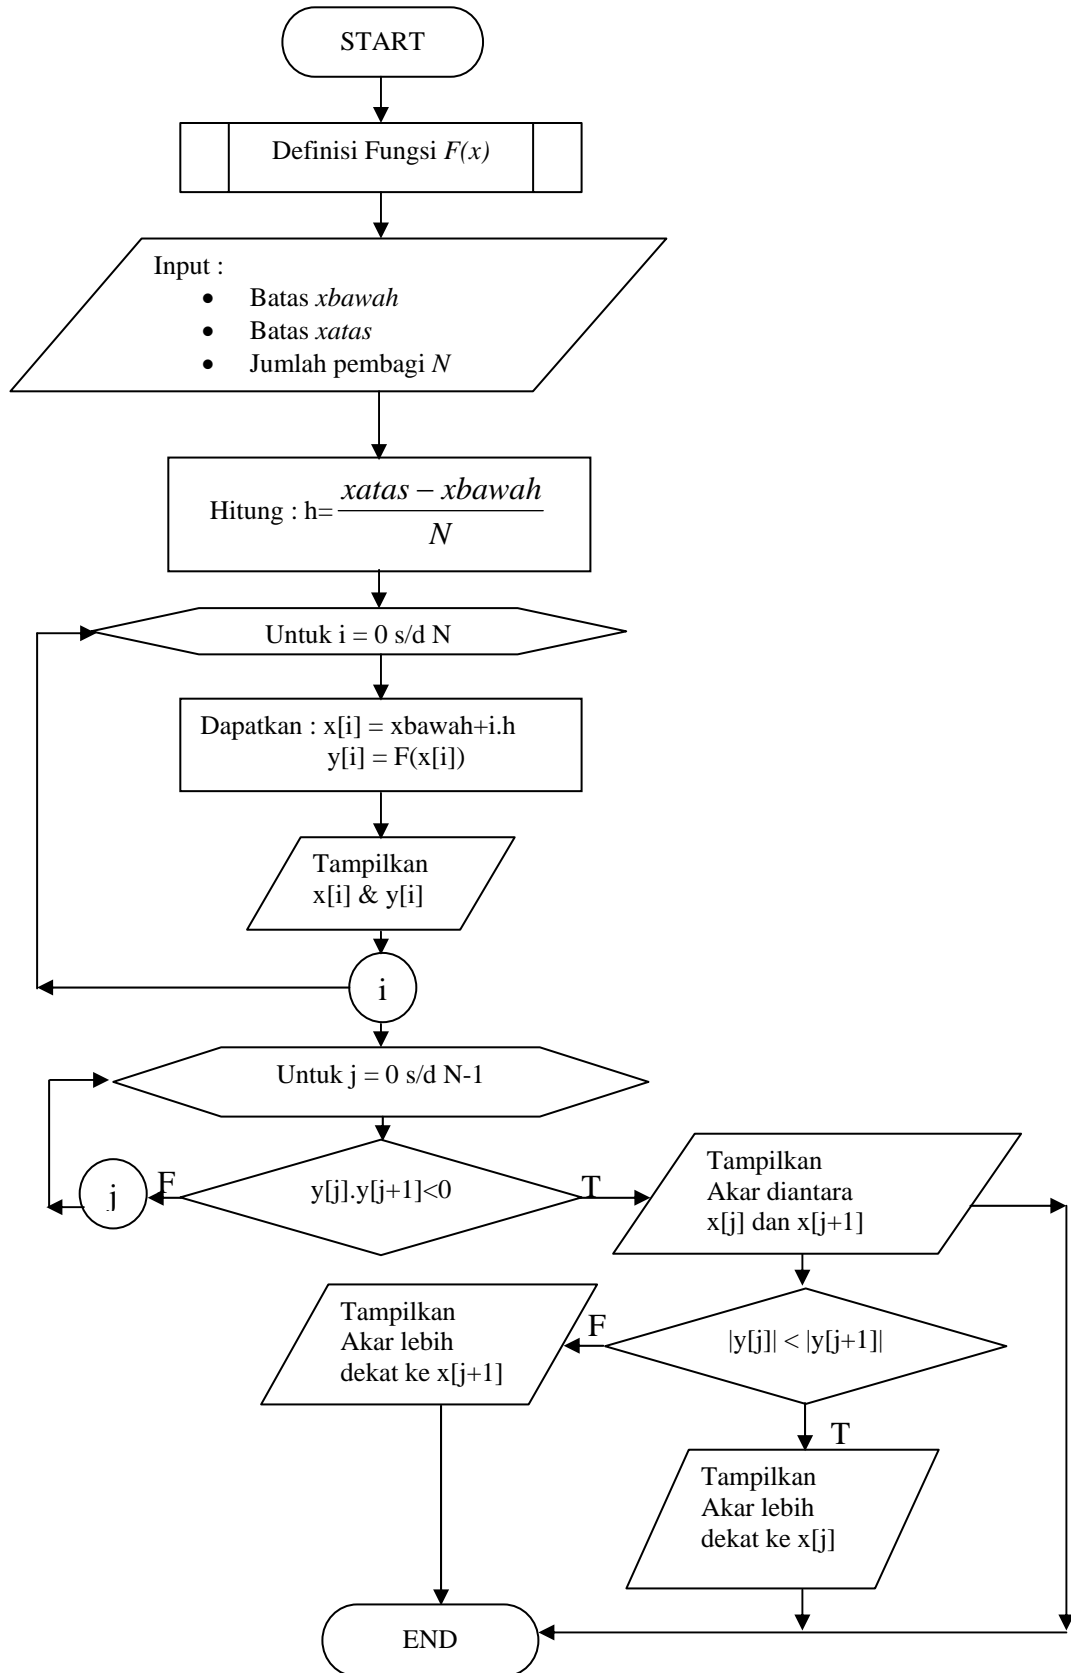 START
Definisi Fungsi F(x)
Input :
• Batas xbawah
• Batas xatas
• Jumlah pembagi N
Hitung : h= xatas − xbawah
N
Untuk i = 0 s/d N
Dapatkan : x[i] = xbawah+i.h
y[i] = F(x[i])
Tampilkan
x[i] & y[i]
i
Untuk j = 0 s/d N-1
y[j].y[j+1]<0
F
j
T
Tampilkan
Akar diantara
x[j] dan x[j+1]
|y[j]| < |y[j+1]|
F
Tampilkan
Akar lebih
dekat ke x[j+1]
T
Tampilkan
Akar lebih
dekat ke x[j]
END